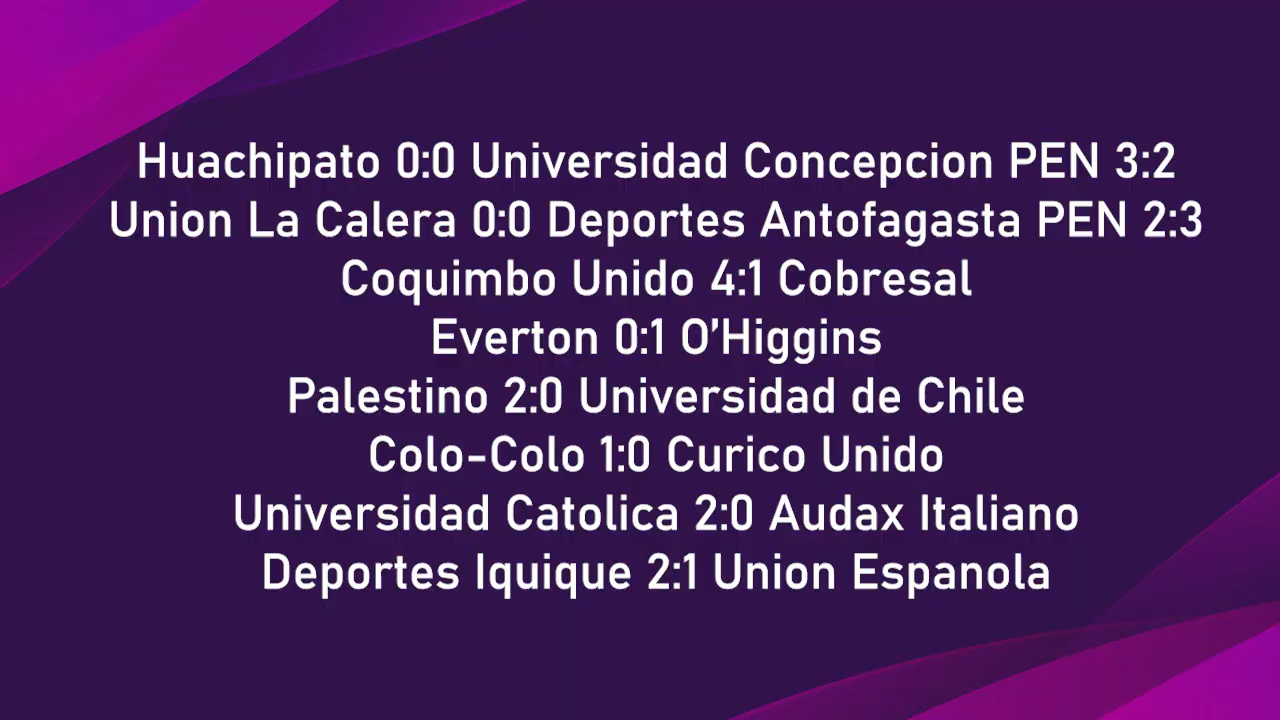 Huachipato 0:0 Universidad Concepcion PEN 3:2
Union La Calera 0:0 Deportes Antofagasta PEN 2:3
Coquimbo Unido 4:1 Cobresal
Everton 0:1 O’Higgins
Palestino 2:0 Universidad de Chile
Colo-Colo 1:0 Curico Unido
Universidad Catolica 2:0 Audax Italiano
Deportes Iquique 2:1 Union Espanola